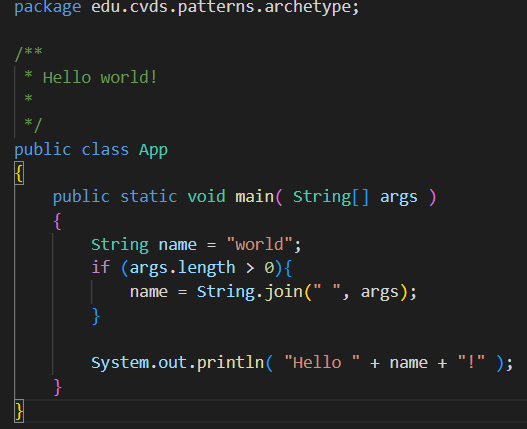 package edu.cvds.patterns.archetype;
/**
 * Hello world!
 *
 */
public class App
{
    public static void main( String[] args )
    {
        String name = "world";
        if (args.length > 0){
            name = String.join(" ", args);
        }

        System.out.println( "Hello " + name + "!" );
    }
}